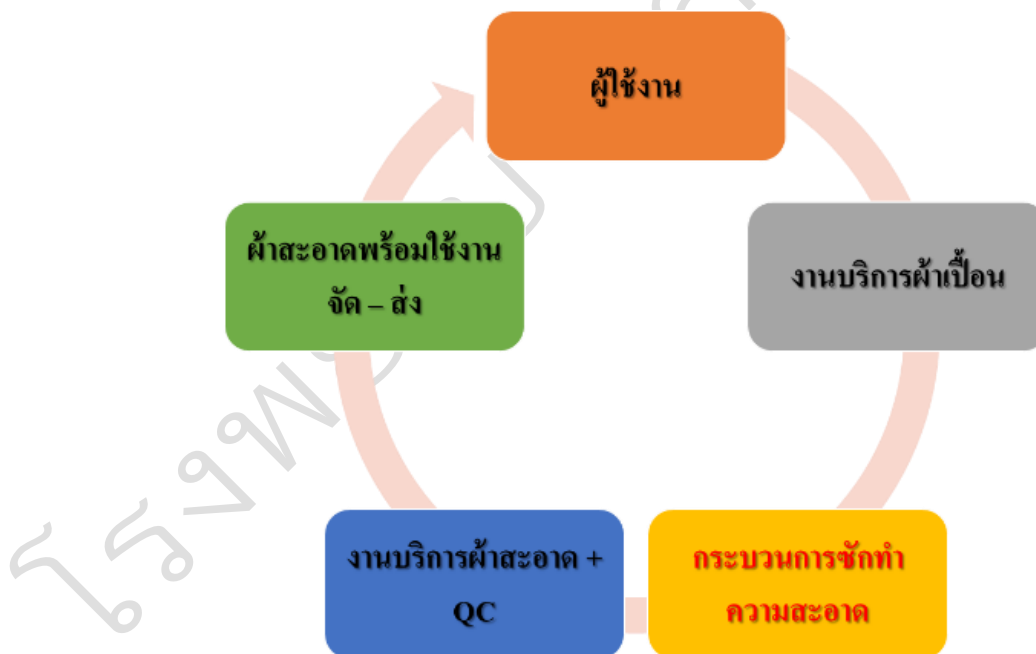 ผู้ใช้งาน
งานบริการผ้าเปื้อน
กระบวนการซักทำ
ความสะอาด
งานบริการผ้าสะอาด +
QC
ผ้าสะอาดพร้อมใช้งาน
จัด – ส่ง